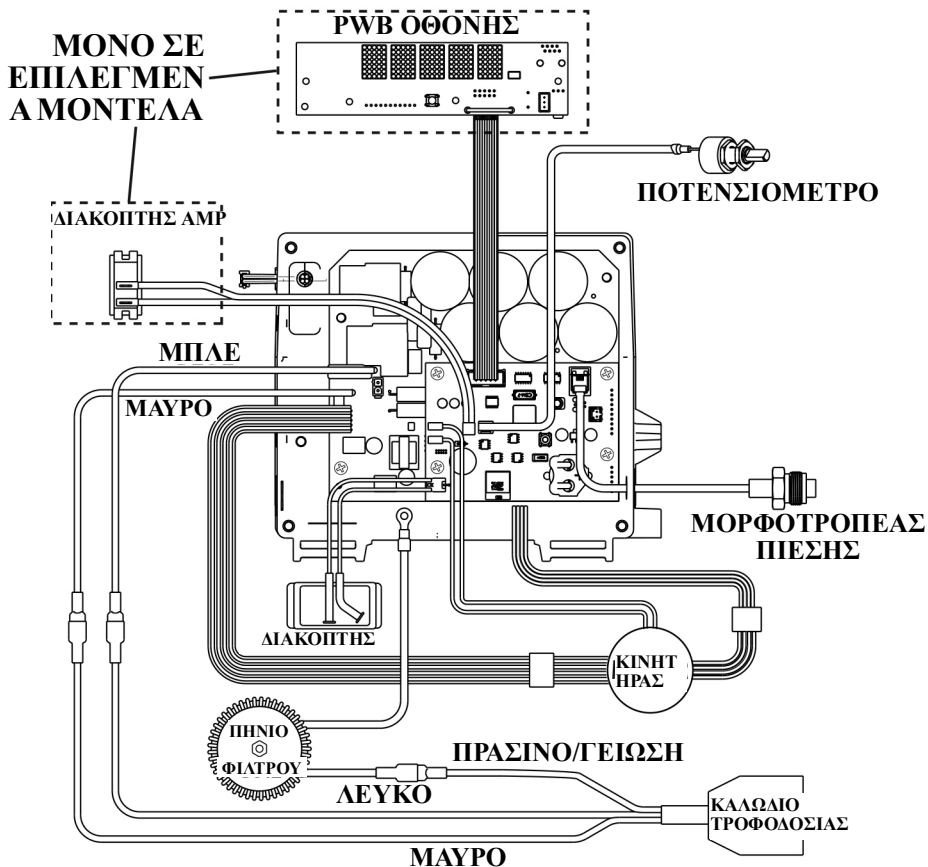 PWB ΟΘΟΝΗΣ
ΜΟΝΟ ΣΕ
ΕΠΙΛΕΓΜΕΝ
Α ΜΟΝΤΕΛΑ
ΠΟΤΕΝΣΙΟΜΕΤΡΟ
ΔΙΑΚΟΠΤΗΣ AMP
ΜΠΛΕ
ΜΑΥΡΟ
ΜΟΡΦΟΤΡΟΠΕΑΣ
ΠΙΕΣΗΣ
ΔΙΑΚΟΠΤΗΣ
ΚΙΝΗΤ
ΗΡΑΣ
ΠΗΝΙΟ
ΦΙΛΤΡΟΥ
ΠΡΑΣΙΝΟ/ΓΕΙΩΣΗ
ΛΕΥΚΟ
ΚΑΛΩΔΙΟ
ΤΡΟΦΟΔΟΣΙΑΣ
ΜΑΥΡΟ